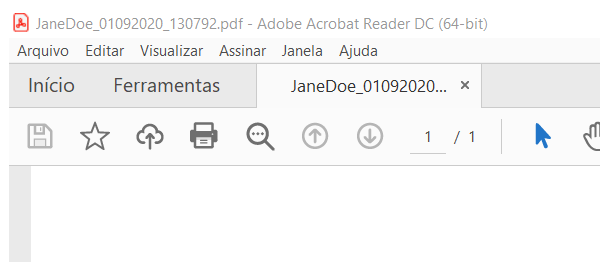 JaneDoe_01092020_130792.pdf - Adobe Acrobat Reader DC (64-bit)
Arquivo Editar Visualizar Assinar Janela Ajuda
Início Ferramentas JaneDoe_01092020... ×
1 / 1